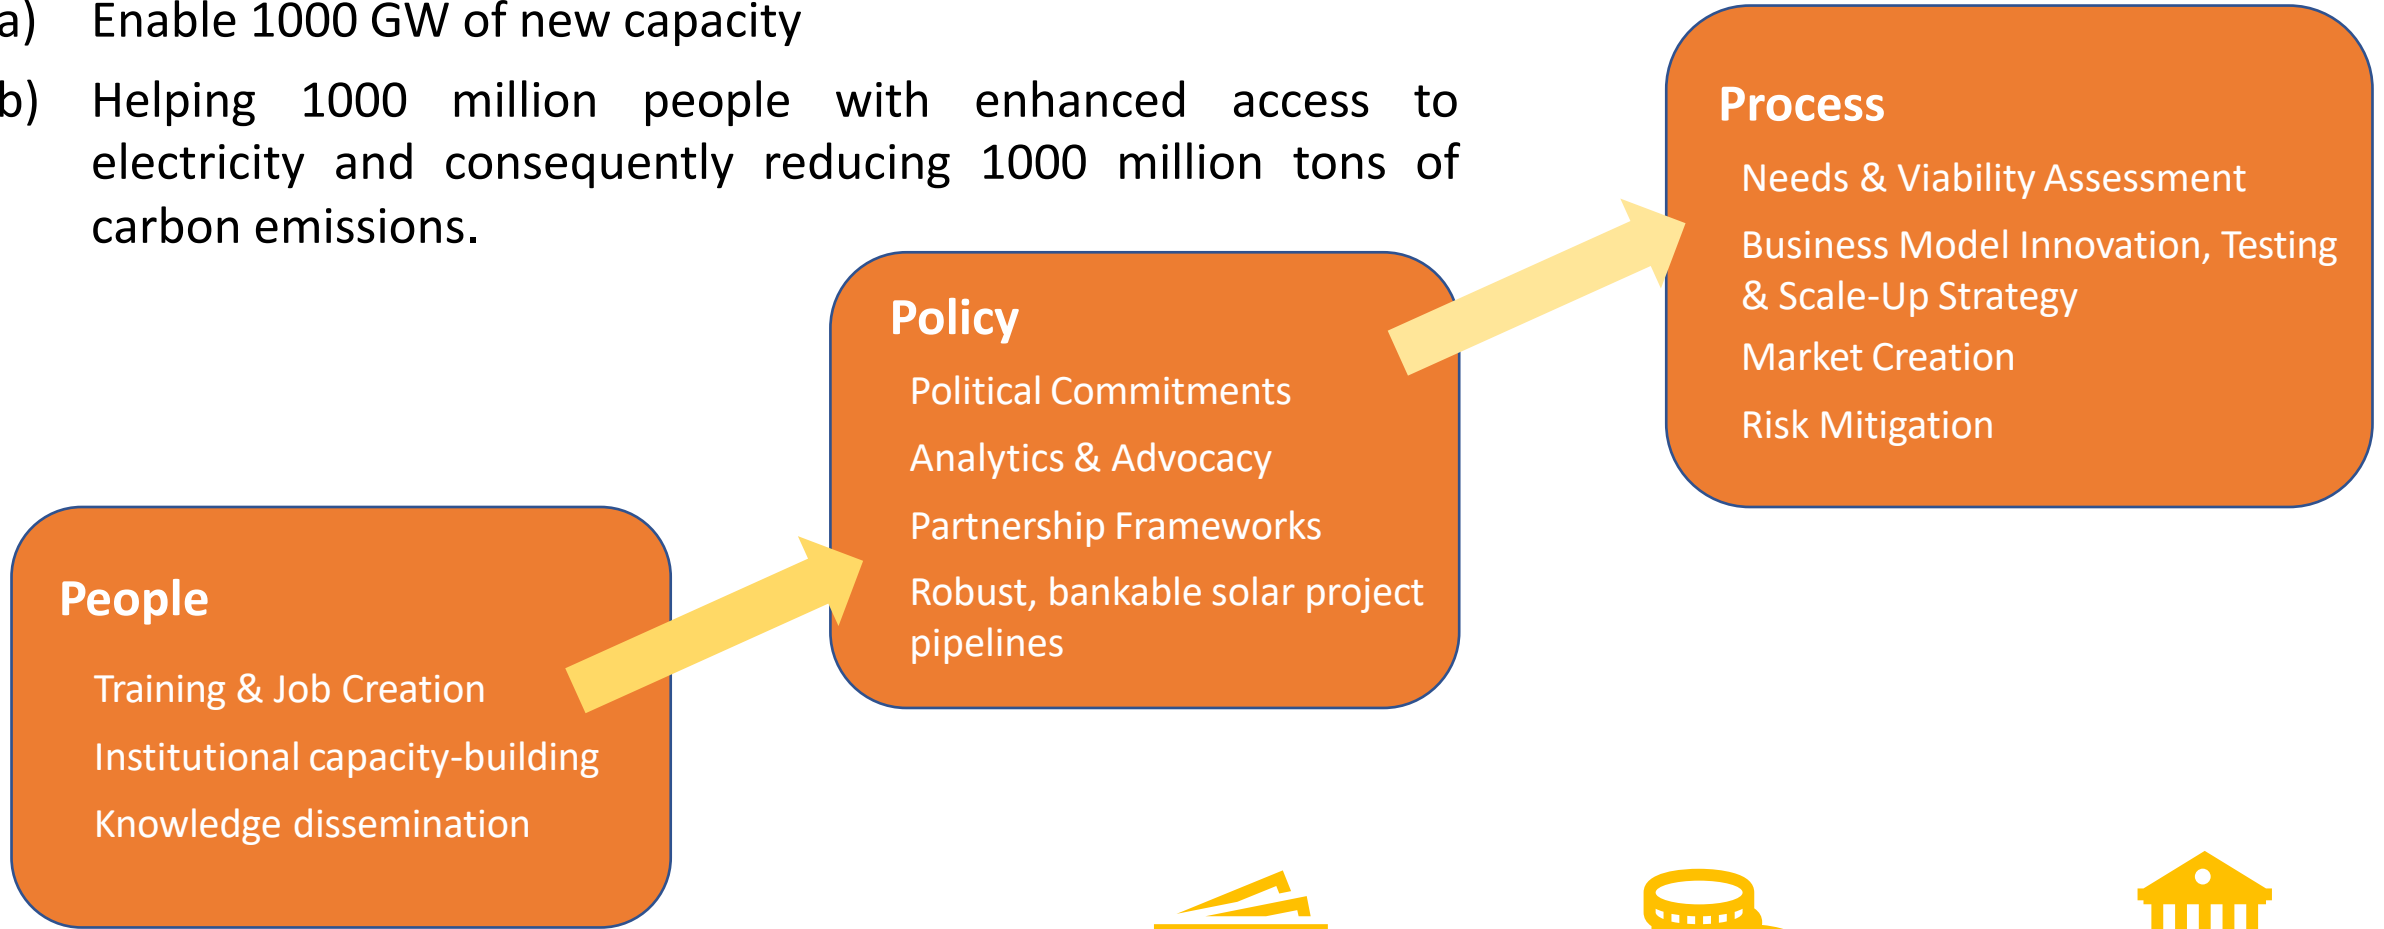 a) Enable 1000 GW of new capacity
b) Helping 1000 million people with enhanced access to
electricity and consequently reducing 1000 million tons of
carbon emissions.
People
Training & Job Creation
Institutional capacity-building
Knowledge dissemination
Policy
Political Commitments
Analytics & Advocacy
Partnership Frameworks
Robust, bankable solar project
pipelines
Process
Needs & Viability Assessment
Business Model Innovation, Testing
& Scale-Up Strategy
Market Creation
Risk Mitigation